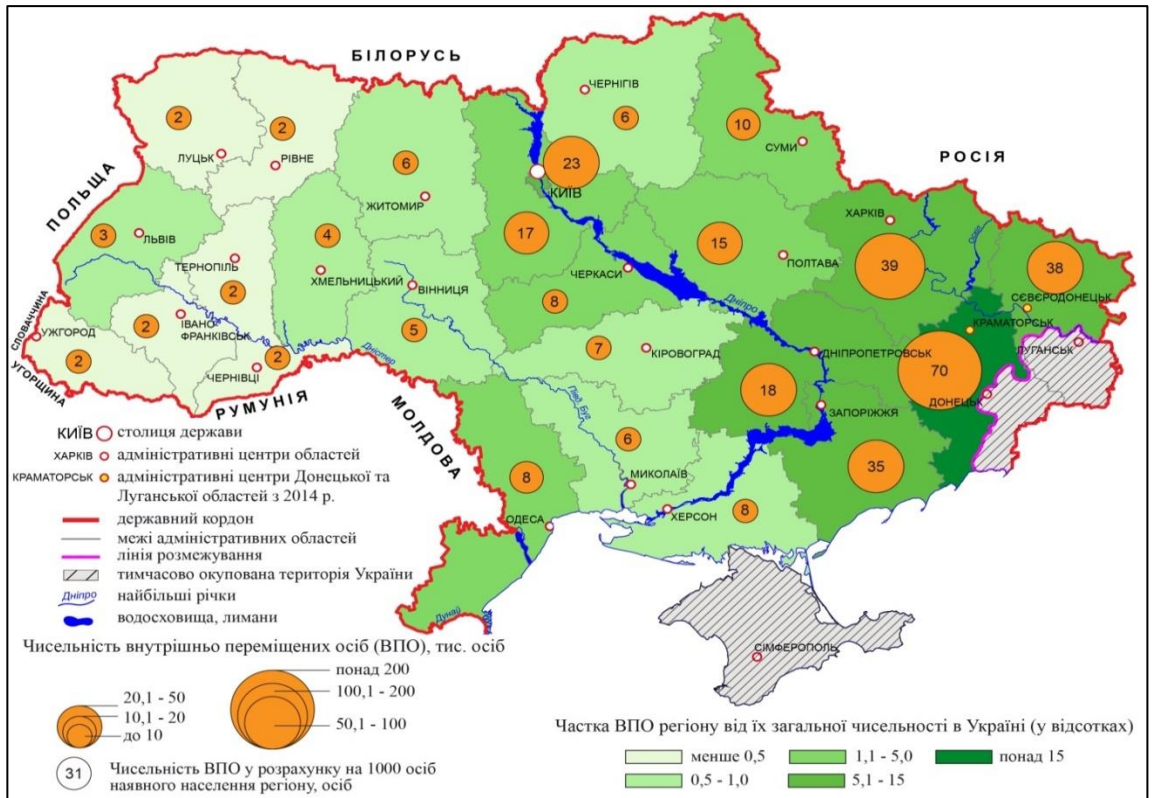 БІЛОРУСЬ
ЧЕРНІГІВ
6
2
2
10
ЛУЦЬК
РІВНЕ
6
23
СУМИ
РОСІЯ
ПОЛЬЩА
ЖИТОМИР
КИЇВ
ХАРКІВ
3
ЛЬВІВ
4
17
15
39
38
ТЕРНОПІЛЬ
ХМЕЛЬНИЦЬКИЙ
ВІННИЦЯ
ЧЕРКАСИ
ПОЛТАВА
Оскіл
СЄВЄРОДОНЕЦЬК
2
8
Дніпро
КРАМАТОРСЬК
СЛОВАЧЧИНА
УЖГОРОД
2
ІВАНО
ФРАНКІВСЬК
5
7
КІРОВОГРАД
ДНІПРОПЕТРОВСЬК
70
ЛУГАНСЬК
УГОРЩИНА
2
ЧЕРНІВЦІ
2
Дністер
18
ДОНЕЦЬК
РУМУНІЯ
МОЛДОВА
Півд. Буг
6
ЗАПОРІЖЖЯ
35
8
МИКОЛАЇВ
ХЕРСОН
8
ОДЕСА
Дунай
СІМФЕРОПОЛЬ
КИЇВ столиця держави
ХАРКІВ адміністративні центри областей
КРАМАТОРСЬК адміністративні центри Донецької та
Луганської областей з 2014 р.
державний кордон
межі адміністративних областей
лінія розмежування
тимчасово окупована територія України
Дніпро найбільші річки
водосховища, лимани
Чисельність внутрішньо переміщених осіб (ВПО), тис. осіб
20,1 - 50
10,1 - 20
до 10
понад 200
100,1 - 200
50,1 - 100
31 Чисельність ВПО у розрахунку на 1000 осіб
наявного населення регіону, осіб
Частка ВПО регіону від їх загальної чисельності в Україні (у відсотках)
менше 0,5
1,1 - 5,0
понад 15
0,5 - 1,0
5,1 - 15